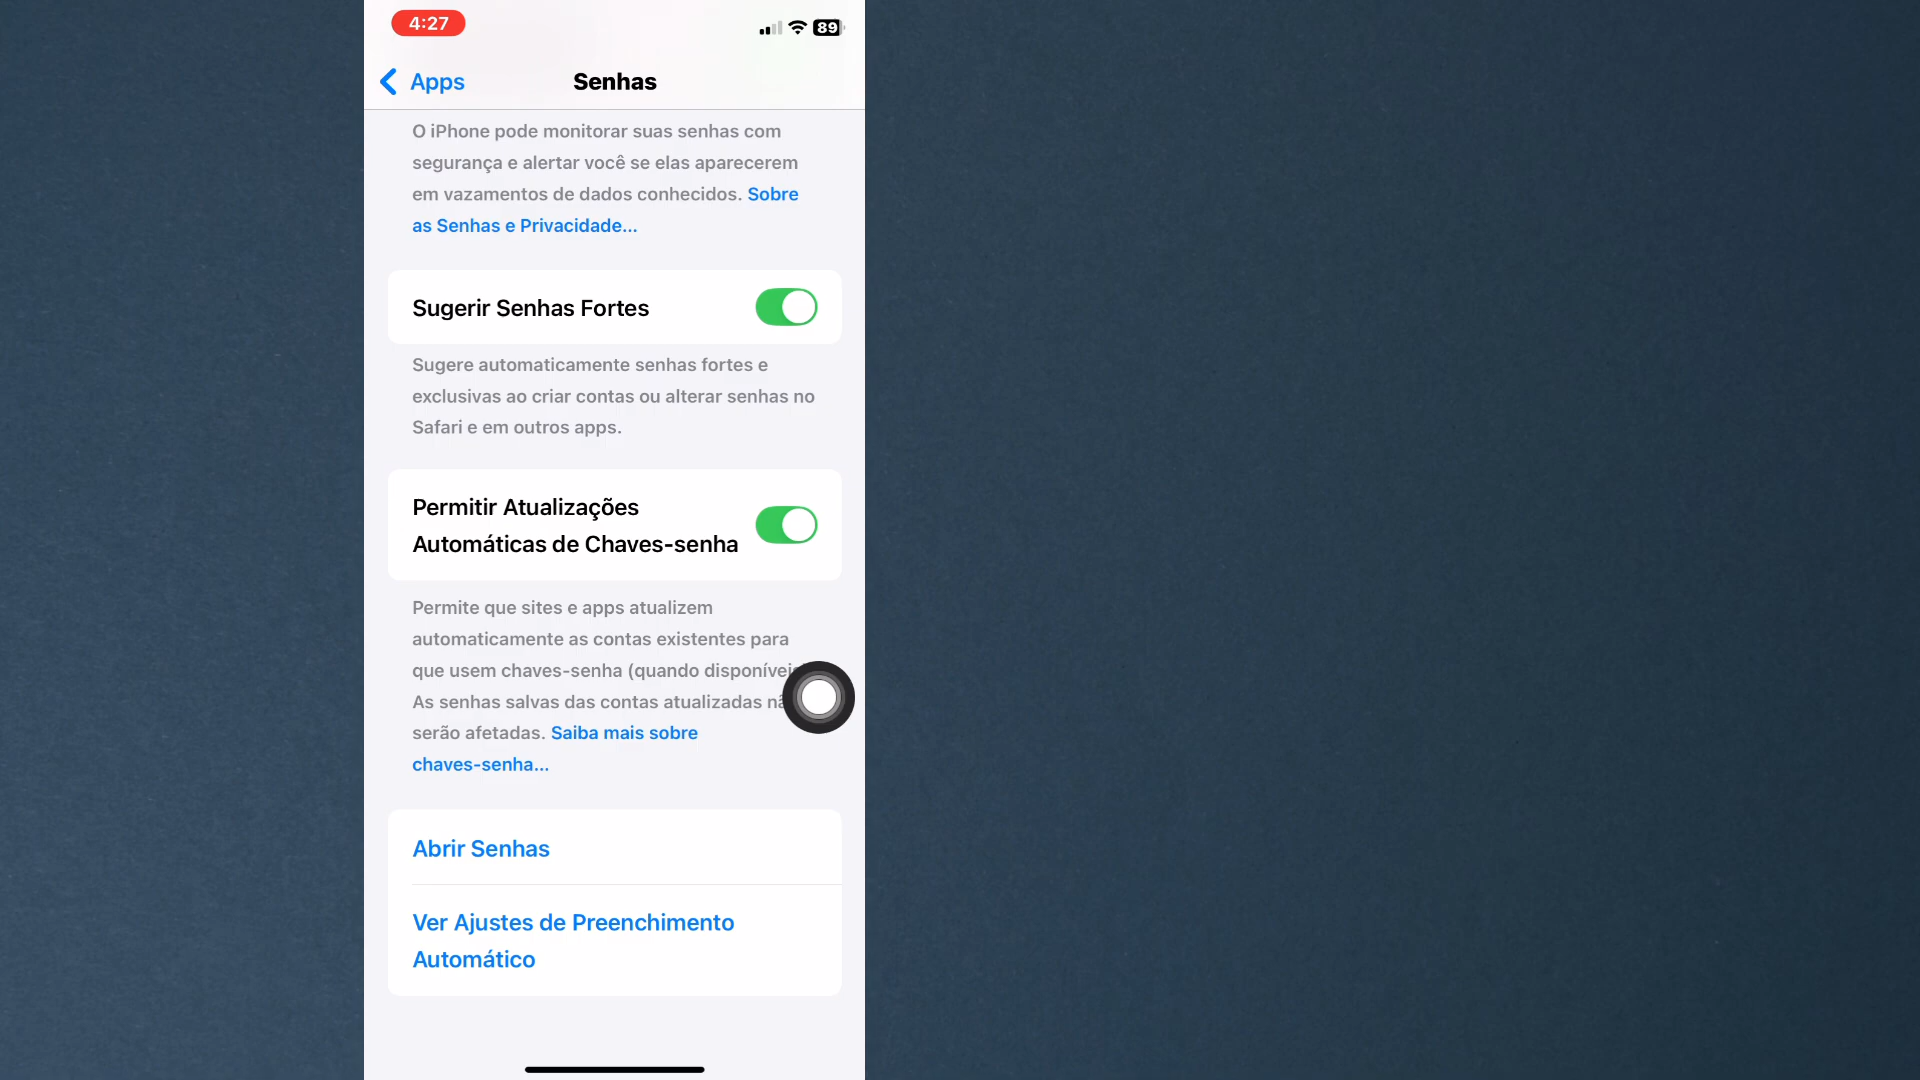 4:27
89
Apps
Senhas
O iPhone pode monitorar suas senhas com
segurança e alertar você se elas aparecerem
em vazamentos de dados conhecidos. Sobre
as Senhas e Privacidade...
Sugerir Senhas Fortes
Sugere automaticamente senhas fortes e
exclusivas ao criar contas ou alterar senhas no
Safari e em outros apps.
Permitir Atualizações
Automáticas de Chaves-senha
Permite que sites e apps atualizem
automaticamente as contas existentes para
que usem chaves-senha (quando
As senhas salvas das contas atualizadas
serão afetadas. Saiba mais sobre
chaves-senha...
Abrir Senhas
Ver Ajustes de Preenchimento
Automático